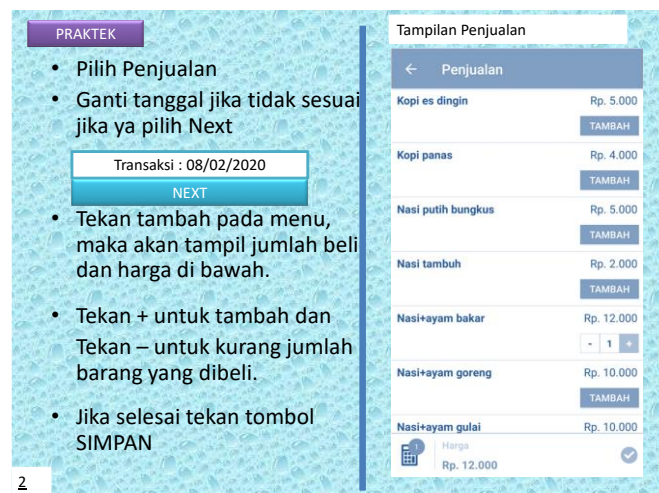 PRAKTEK
• Pilih Penjualan
• Ganti tanggal jika tidak sesuai
jika ya pilih Next
Transaksi : 08/02/2020
NEXT
• Tekan tambah pada menu,
maka akan tampil jumlah beli
dan harga di bawah.
• Tekan + untuk tambah dan
Tekan – untuk kurang jumlah
barang yang dibeli.
• Jika selesai tekan tombol
SIMPAN
2
Tampilan Penjualan
← Penjualan
Kopi es dingin Rp. 5.000
TAMBAH
Kopi panas Rp. 4.000
TAMBAH
Nasi putih bungkus Rp. 5.000
TAMBAH
Nasi tambuh Rp. 2.000
TAMBAH
Nasi+ayam bakar Rp. 12.000
- 1 +
Nasi+ayam goreng Rp. 10.000
TAMBAH
Nasi+ayam gulai Rp. 10.000
1 Harga
Rp. 12.000